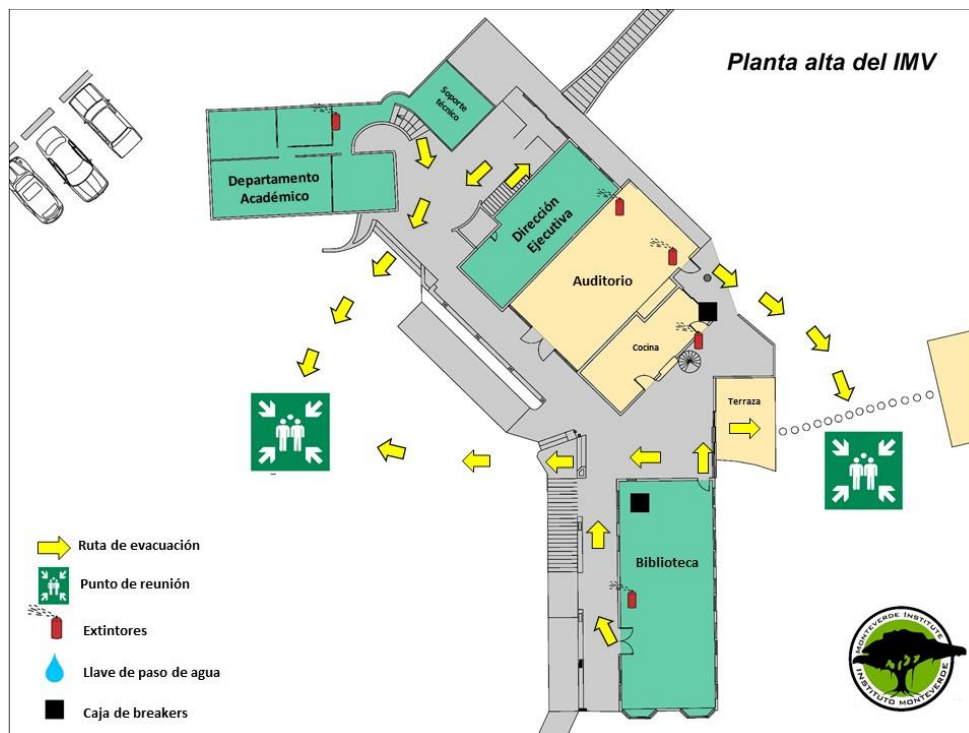 Planta alta del IMV
Soporte
técnico
Departamento
Académico
Dirección
Ejecutiva
Auditorio
Cocina
Terraza
Biblioteca
Ruta de evacuación
Punto de reunión
Extintores
Llave de paso de agua
Caja de breakers
MONTEVERDE INSTITUTE
INSTITUTO MONTEVERDE